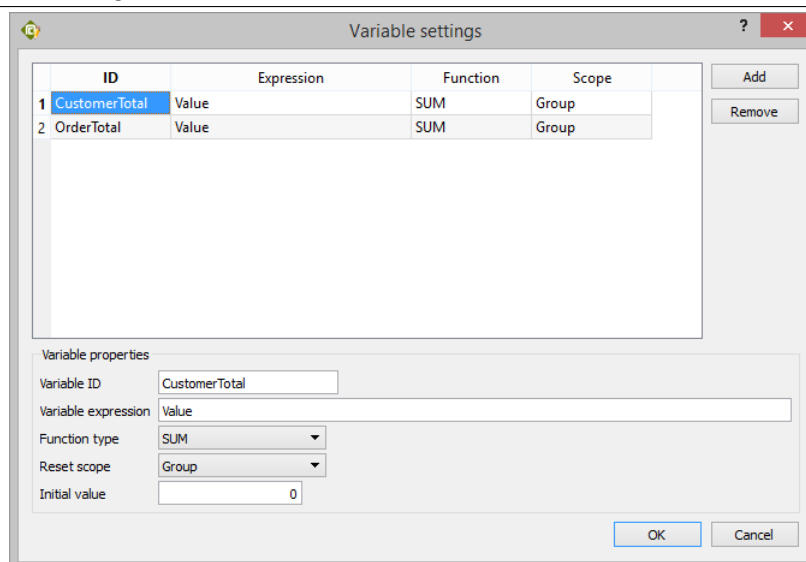 Variable settings ?
ID Expression Function Scope Add
1 CustomerTotal Value SUM Group
Remove
2 OrderTotal Value SUM Group
Variable properties
Variable ID CustomerTotal
Variable expression Value
Function type SUM
Reset scope Group
Initial value 0
OK Cancel